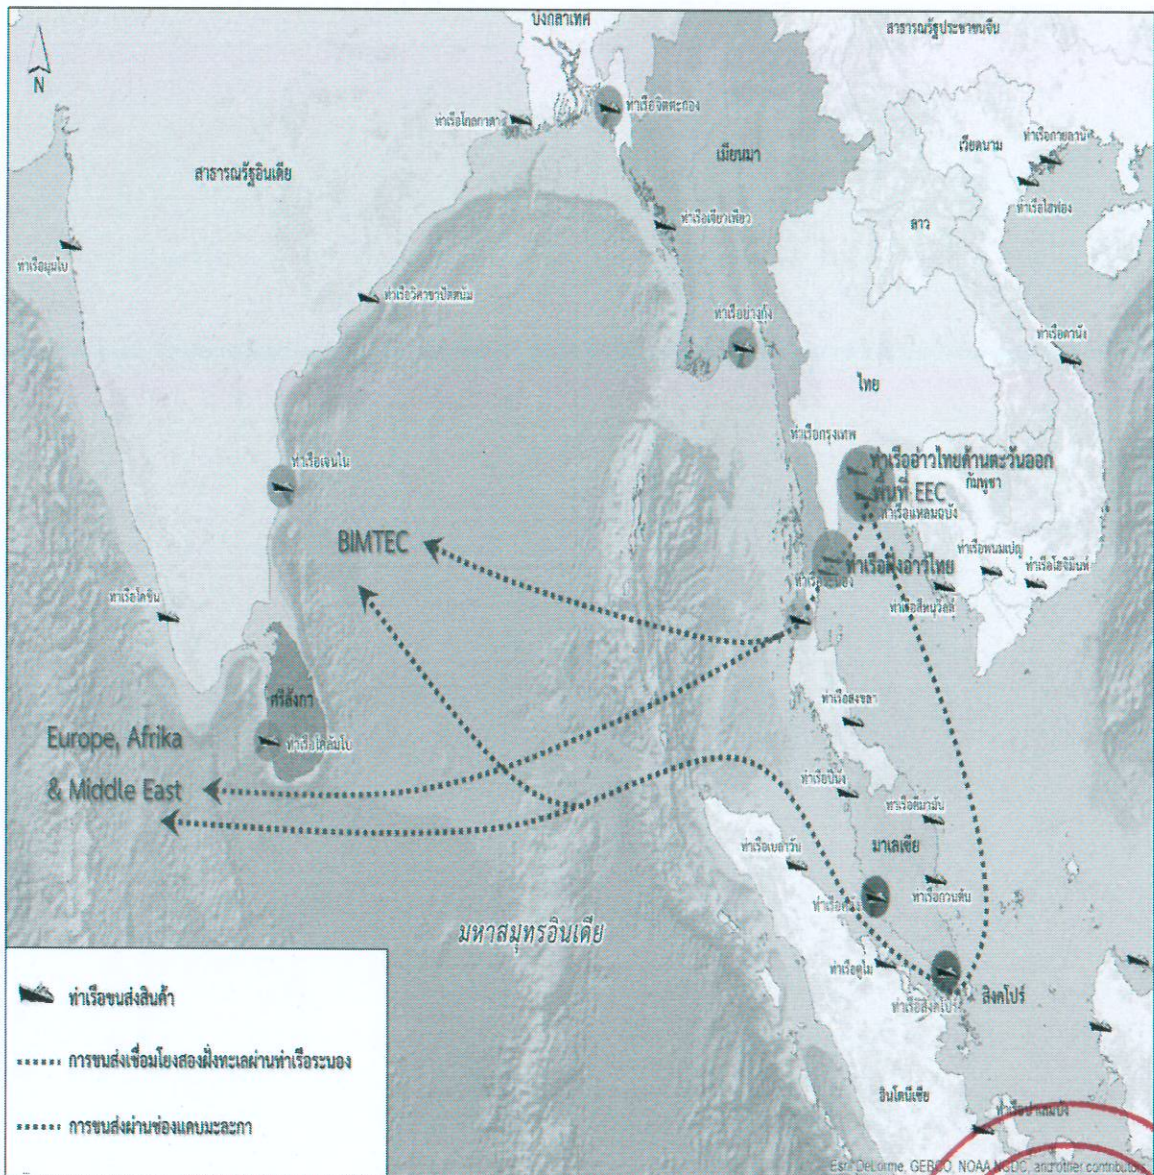 บังกลาเทศ
สาธารณรัฐประชาชนจีน
N
ท่าเรือจิตตะกอง
ท่าเรือโกลกาตา
เวียดนาม
ท่าเรือกายลานั
เมียนมา
สาธารณรัฐอินเดีย
ท่าเรือไฮฟอง
ลาว
ท่าเรือเจียวเพียว
ท่าเรือมุมไบ
ท่าเรือวิศาขาปัตตนัม
ท่าเรือย่างกุ้ง
ท่าเรือดานัง
ไทย
ท่าเรือกรุงเทพ
ท่าเรืออ่าวไทยด้านตะวันออก
ท่าเรือเจนไน
กัมพูชา
พื้นที่ EEC
ท่าเรือแหลมฉบัง
BIMTEC
ท่าเรือพนมเปญ
ท่าเรือฝั่งอ่าวไทย
ท่าเรือโฮจิมินห์
ท่าเรือระนอง
ท่าเรือโคชิน
ท่าเรือสีหนุวิลล์
ศรีลังกา
ท่าเรือสงขลา
Europe, Afrika
& Middle East
ท่าเรือโคลัมโบ
ท่าเรือปีนัง
ท่าเรือคีมามัน
ท่าเรือเบลาวัน
มาเลเซีย
ท่าเรือกวนตัน
มหาสมุทรอินเดีย
ท่าเรือดูไม
สิงคโปร์
ท่าเรือสิงคโปร์
ท่าเรือขนส่งสินค้า
การขนส่งเชื่อมโยงสองฝั่งทะเลผ่านท่าเรือระนอง
การขนส่งผ่านช่องแคบมะละกา
อินโดนีเซีย
ท่าเรือปาเลมบัง
Esri, DeLorme, GEBCO, NOAA NGDC, and other contributors